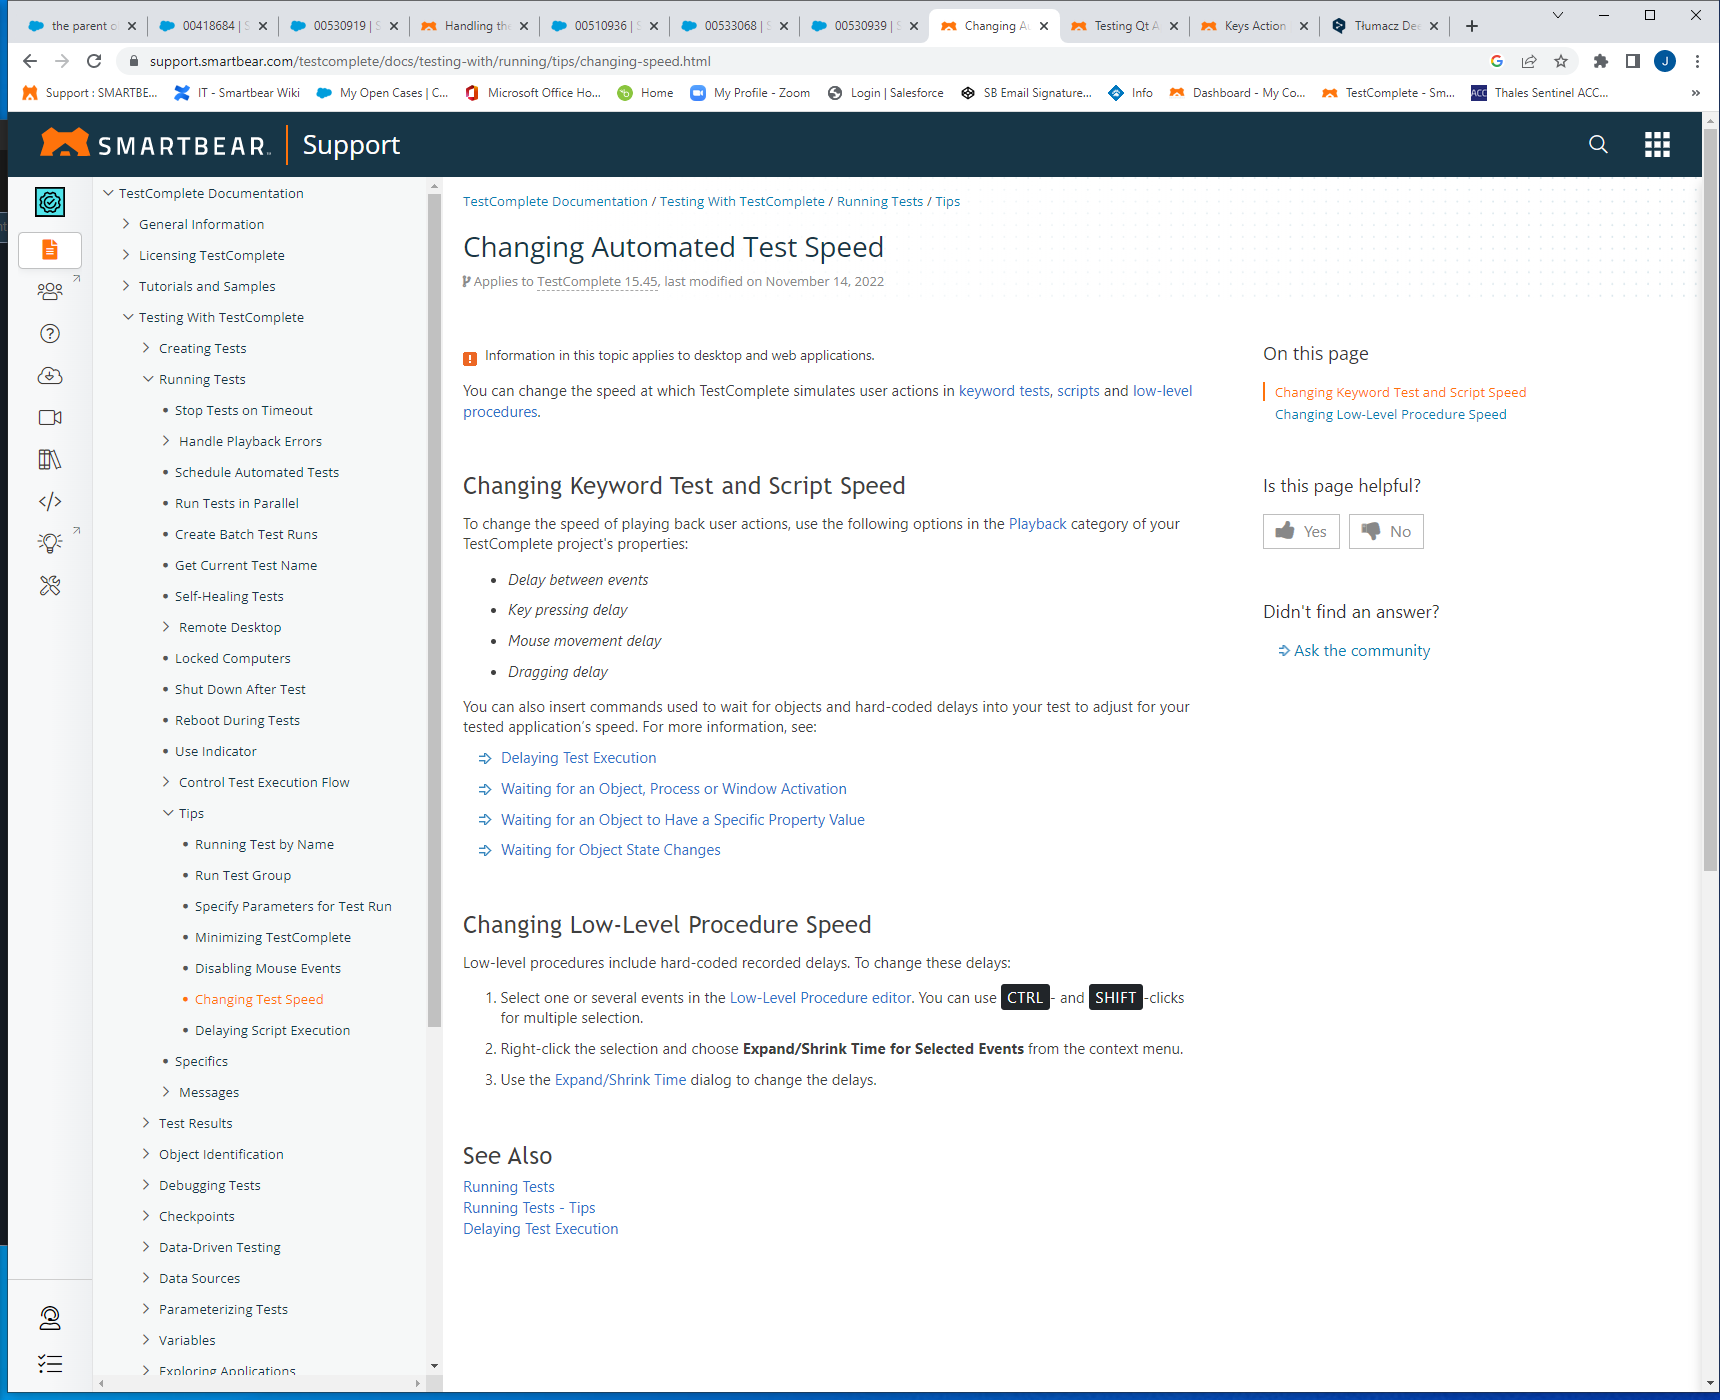 the parent o
00418684 | S
00530919 | S
Handling the
00510936 | S
00533068 | S
00530939 | S
Changing Au
Testing Qt A
Keys Action
Tłumacz Dee
support.smartbear.com/testcomplete/docs/testing-with/running/tips/changing-speed.html
J
Support : SMARTBE...
IT - Smartbear Wiki
My Open Cases | C...
Microsoft Office Ho...
Home
My Profile - Zoom
Login | Salesforce
SB Email Signature...
Info
Dashboard - My Co...
TestComplete - Sm...
ACC
Thales Sentinel ACC...
SMARTBEAR
Support
TestComplete Documentation
General Information
Licensing TestComplete
Tutorials and Samples
Testing With TestComplete
Creating Tests
Running Tests
• Stop Tests on Timeout
Handle Playback Errors
• Schedule Automated Tests
• Run Tests in Parallel
• Create Batch Test Runs
• Get Current Test Name
• Self-Healing Tests
Remote Desktop
• Locked Computers
• Shut Down After Test
• Reboot During Tests
• Use Indicator
Control Test Execution Flow
Tips
• Running Test by Name
• Run Test Group
• Specify Parameters for Test Run
• Minimizing TestComplete
• Disabling Mouse Events
• Changing Test Speed
• Delaying Script Execution
• Specifics
Messages
Test Results
Object Identification
Debugging Tests
Checkpoints
Data-Driven Testing
Data Sources
Parameterizing Tests
Variables
Exploring Applications
TestComplete Documentation / Testing With TestComplete / Running Tests / Tips
Changing Automated Test Speed
Applies to TestComplete 15.45, last modified on November 14, 2022
Information in this topic applies to desktop and web applications.
You can change the speed at which TestComplete simulates user actions in keyword tests, scripts and low-level
procedures.
Changing Keyword Test and Script Speed
To change the speed of playing back user actions, use the following options in the Playback category of your
TestComplete project's properties:
• Delay between events
• Key pressing delay
• Mouse movement delay
• Dragging delay
You can also insert commands used to wait for objects and hard-coded delays into your test to adjust for your
tested application's speed. For more information, see:
Delaying Test Execution
Waiting for an Object, Process or Window Activation
Waiting for an Object to Have a Specific Property Value
Waiting for Object State Changes
Changing Low-Level Procedure Speed
Low-level procedures include hard-coded recorded delays. To change these delays:
1. Select one or several events in the Low-Level Procedure editor. You can use CTRL - and SHIFT -clicks
for multiple selection.
2. Right-click the selection and choose Expand/Shrink Time for Selected Events from the context menu.
3. Use the Expand/Shrink Time dialog to change the delays.
See Also
Running Tests
Running Tests - Tips
Delaying Test Execution
On this page
Changing Keyword Test and Script Speed
Changing Low-Level Procedure Speed
Is this page helpful?
Yes
No
Didn't find an answer?
Ask the community